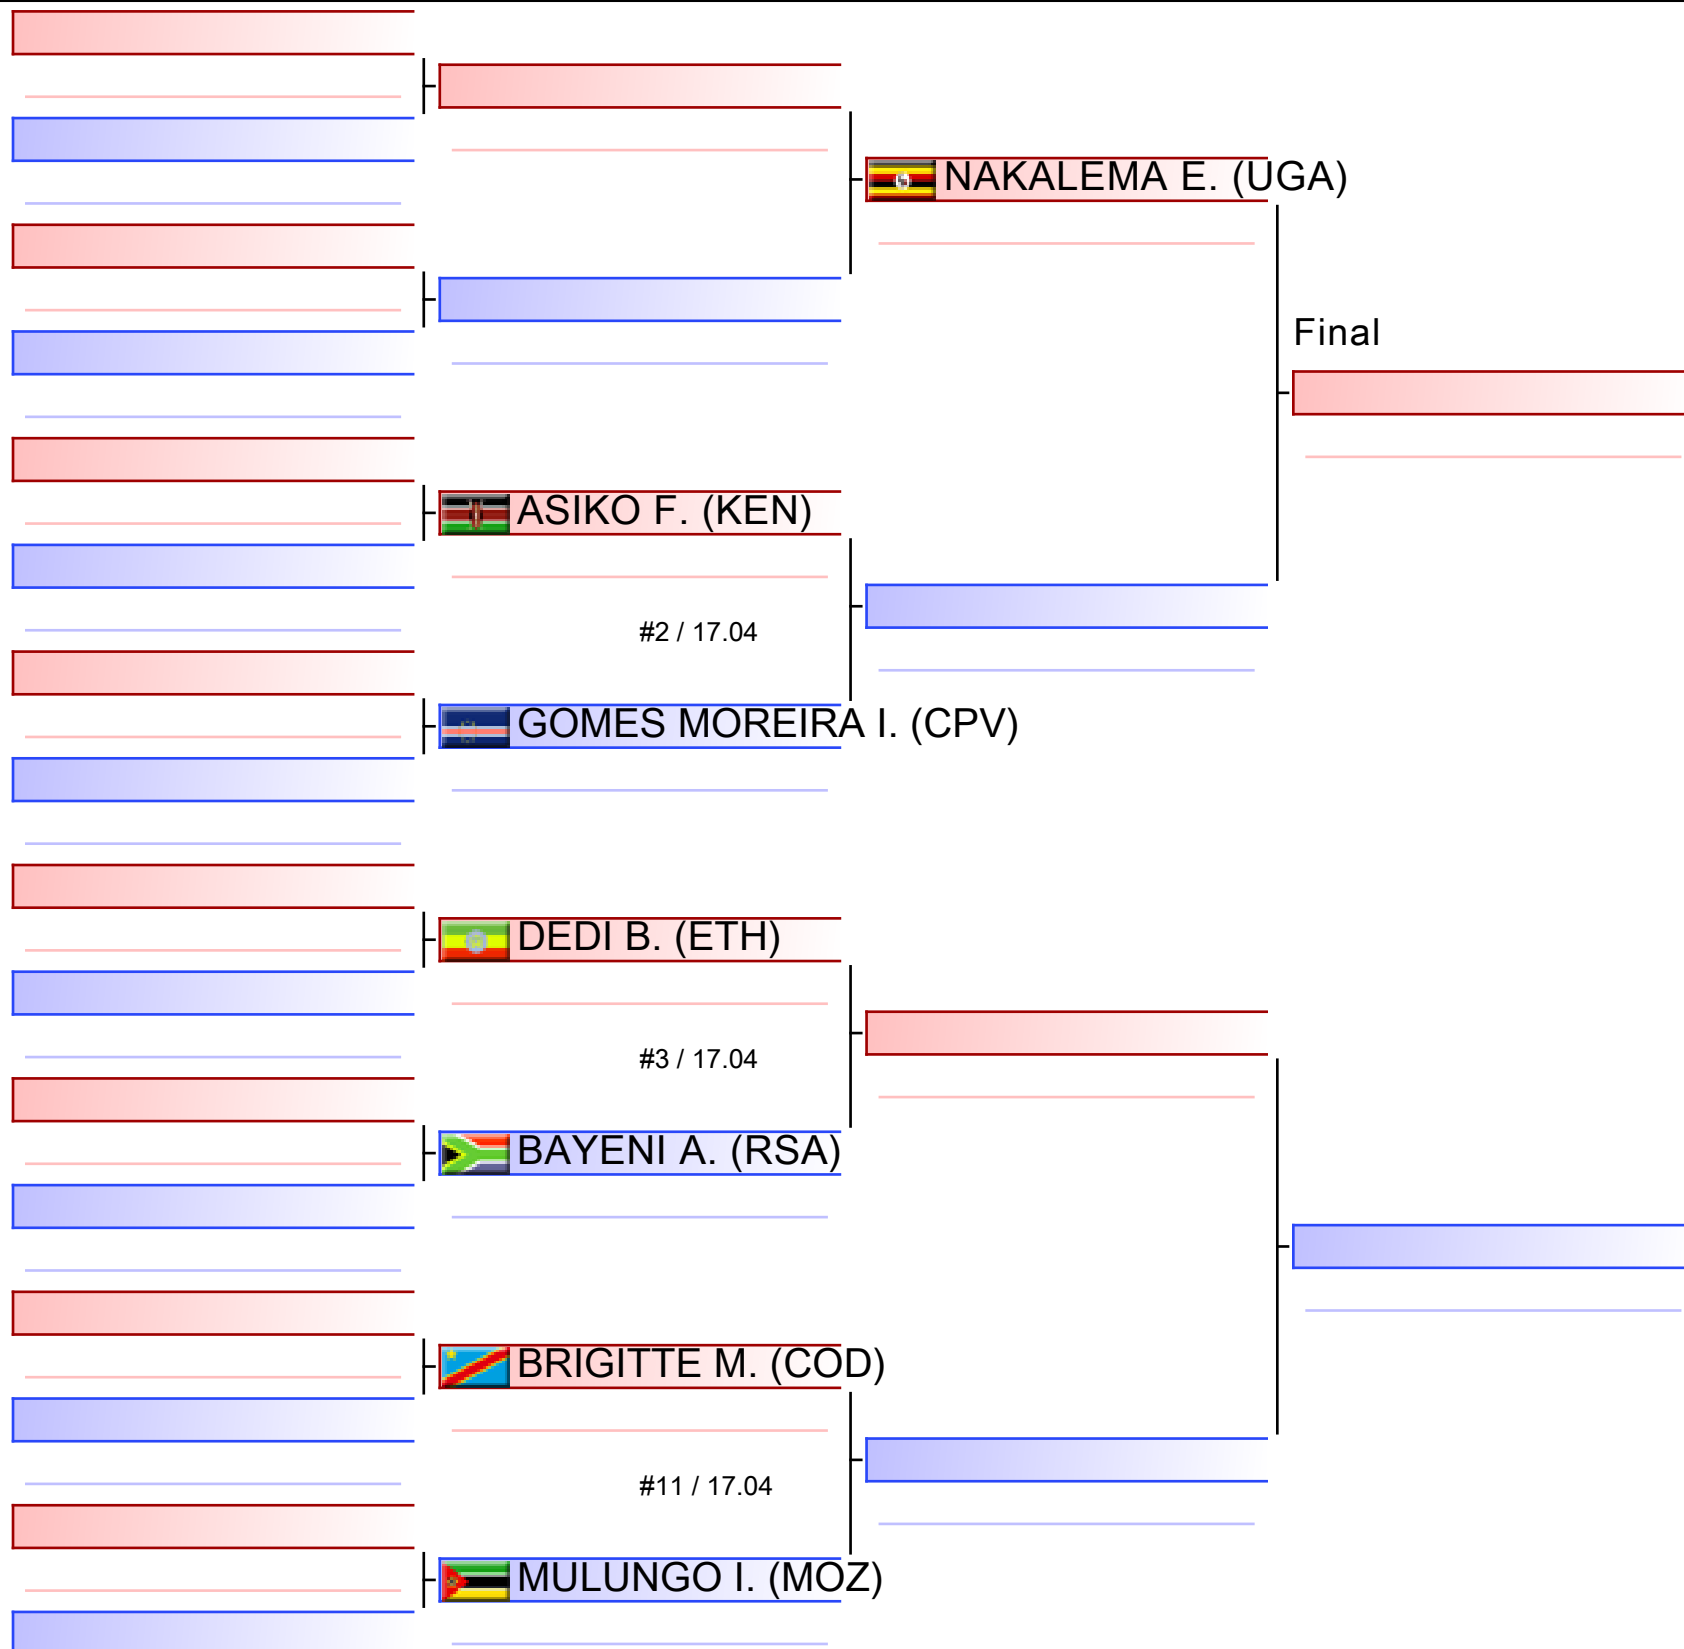 NAKALEMA E. (UGA)
Final
ASIKO F. (KEN)
#2 / 17.04
GOMES MOREIRA I. (CPV)
DEDI B. (ETH)
#3 / 17.04
BAYENI A. (RSA)
BRIGITTE M. (COD)
#11 / 17.04
MULUNGO I. (MOZ)